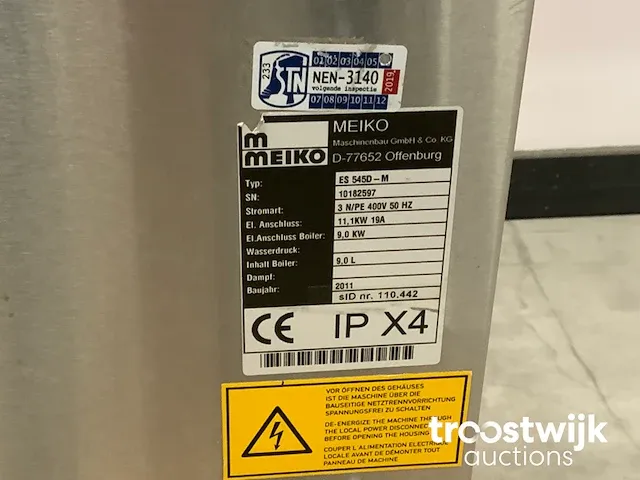 01 02 03 04 05
233
STN
NEN-3140
volgende inspectie
2019
07 08 09 10 11 12
m
MEIKO
MEIKO
Maschinenbau GmbH & Co. KG
D-77652 Offenburg
Typ: ES 545D-M
SN: 10182597
Stromart: 3 N/PE 400V 50 HZ
El. Anschluss: 11,1KW 19A
El.Anschluss Boiler: 9,0 KW
Wasserdruck:
Inhalt Boiler: 9,0 L
Dampf:
Baujahr: 2011
sID nr. 110.442
CE IP X4
VOR ÖFFNEN DES GEHÄUSES
IST DIE MASCHINE ÜBER DIE
BAUSEITIGE NETZTRENNVORRICHTUNG
SPANNUNGSFREI ZU SCHALTEN
DE-ENERGIZE THE MACHINE THROUGH
THE LOCAL POWER DISCONNECT
BEFORE OPENING THE HOUSING
COUPER L'ALIMENTATION ELECTRIQUE
LOCALE AVANT DE DÉMONTER TOUT
PANNEAU DE MACHINE.
troostwijk
auctions